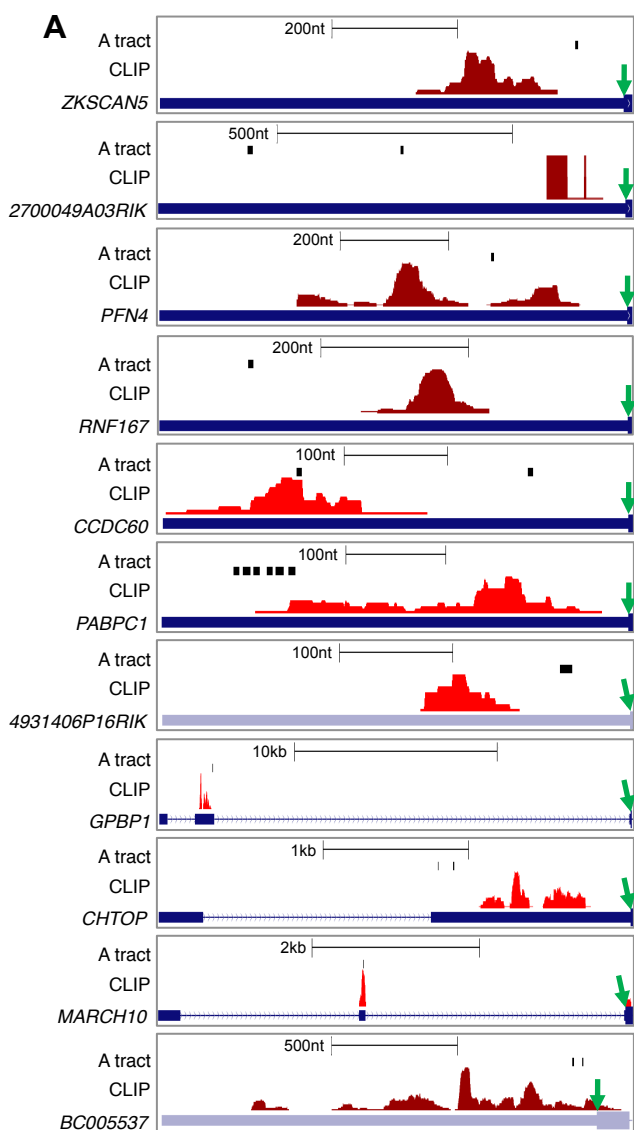 A
200nt
A tract
CLIP
ZKSCAN5
500nt
A tract
CLIP
2700049A03RIK
200nt
A tract
CLIP
PFN4
200nt
A tract
CLIP
RNF167
100nt
A tract
CLIP
CCDC60
100nt
A tract
CLIP
PABPC1
100nt
A tract
CLIP
4931406P16RIK
10kb
A tract
CLIP
GPBP1
1kb
A tract
CLIP
CHTOP
2kb
A tract
CLIP
MARCH10
500nt
A tract
CLIP
BC005537